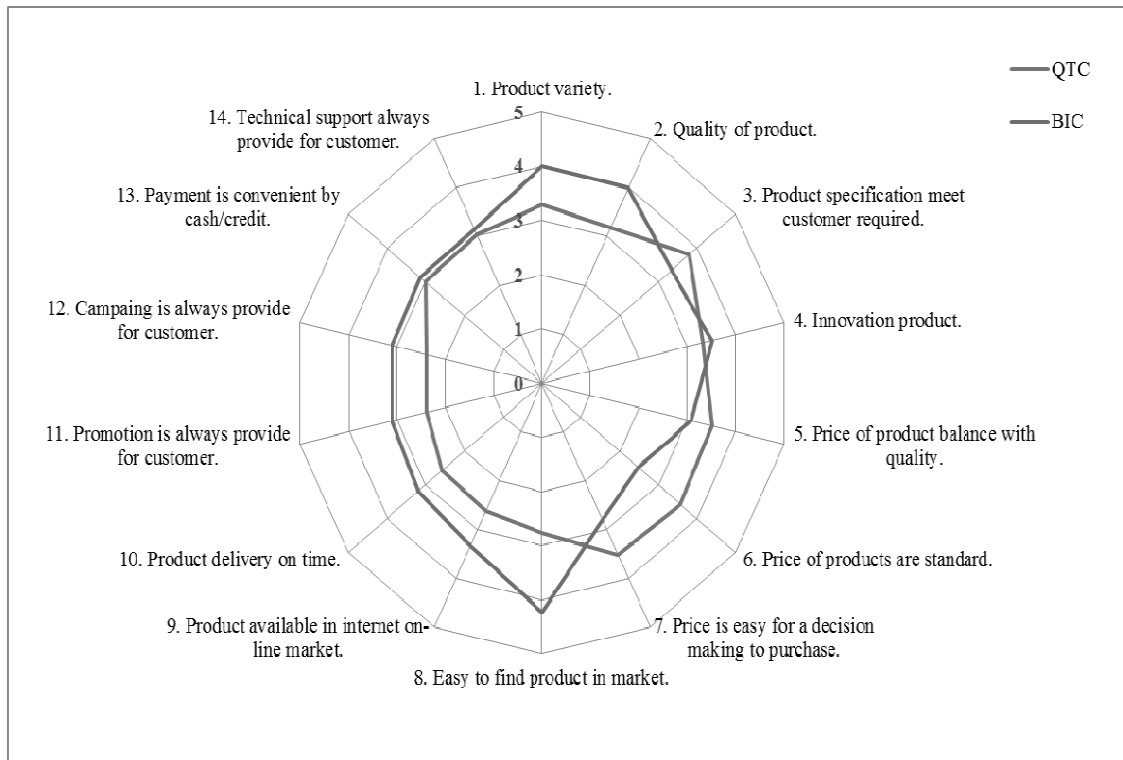 QTC
BIC
1. Product variety.
2. Quality of product.
3. Product specification meet
customer required.
4. Innovation product.
5. Price of product balance with
quality.
6. Price of products are standard.
7. Price is easy for a decision
making to purchase.
8. Easy to find product in market.
9. Product available in internet on-
line market.
10. Product delivery on time.
11. Promotion is always provide
for customer.
12. Campaing is always provide
for customer.
13. Payment is convenient by
cash/credit.
14. Technical support always
provide for customer.
5
4
3
2
1
0